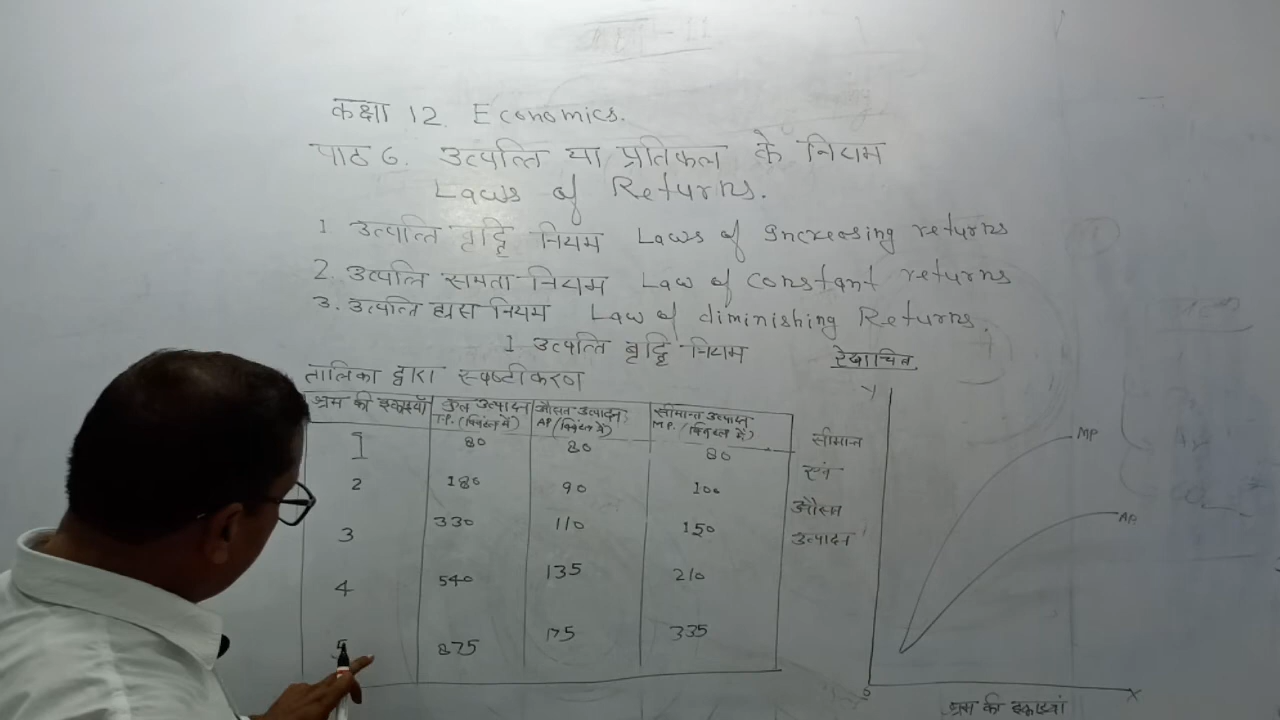 कक्षा 12. Economics.
पाठ 6. उत्पत्ति या प्रतिफल के नियम
Laws of Returns.
1 उत्पत्ति वृद्धि नियम Laws of Increasing returns
2. उत्पत्ति समता नियम Law of Constant returns
3. उत्पत्ति ह्रास नियम Law of diminishing Returns.
1 उत्पत्ति वृद्धि नियम
रेखाचित्र
तालिका द्वारा स्पष्टीकरण
श्रम की इकाइयाँ कुल उत्पादन औसत उत्पादन सीमान्त उत्पादन
T.P. (क्विंटल में) AP (क्विंटल में) M.P. (क्विंटल में)
1 80 80 80
2 180 90 100
3 330 110 150
4 540 135 210
5 875 175 335
सीमान्त
एवं
औसत
उत्पादन
Y
MP
AP
0 X
श्रम की इकाइयां